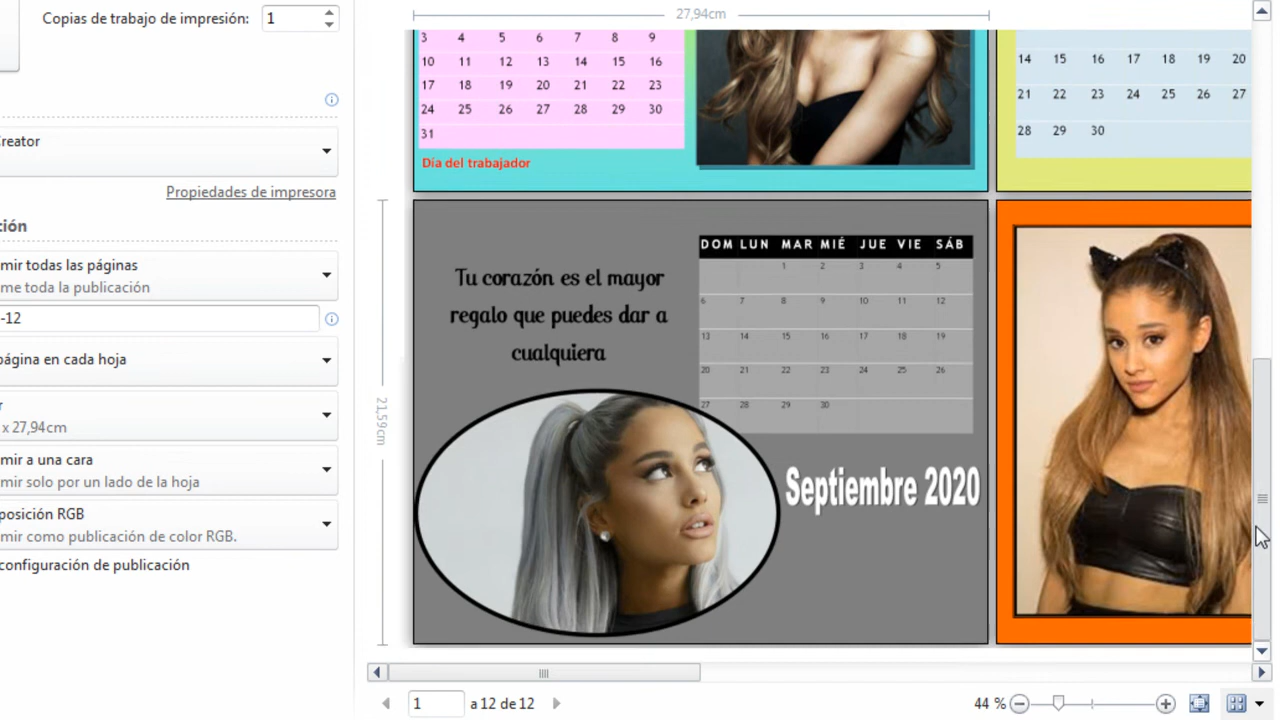 Copias de trabajo de impresión: 1
Creator
Propiedades de impresora
ción
mir todas las páginas
me toda la publicación
-12
página en cada hoja
r
x 27,94cm
mir a una cara
mir solo por un lado de la hoja
posición RGB
mir como publicación de color RGB.
configuración de publicación
27,94cm
3 4 5 6 7 8 9
10 11 12 13 14 15 16
17 18 19 20 21 22 23
24 25 26 27 28 29 30
31
Día del trabajador
14 15 16 17 18 19 20
21 22 23 24 25 26 27
28 29 30
21,59cm
Tu corazón es el mayor
regalo que puedes dar a
cualquiera
DOM LUN MAR MIÉ JUE VIE SÁB
1 2 3 4 5
6 7 8 9 10 11 12
13 14 15 16 17 18 19
20 21 22 23 24 25 26
27 28 29 30
Septiembre 2020
1 a 12 de 12
44 %